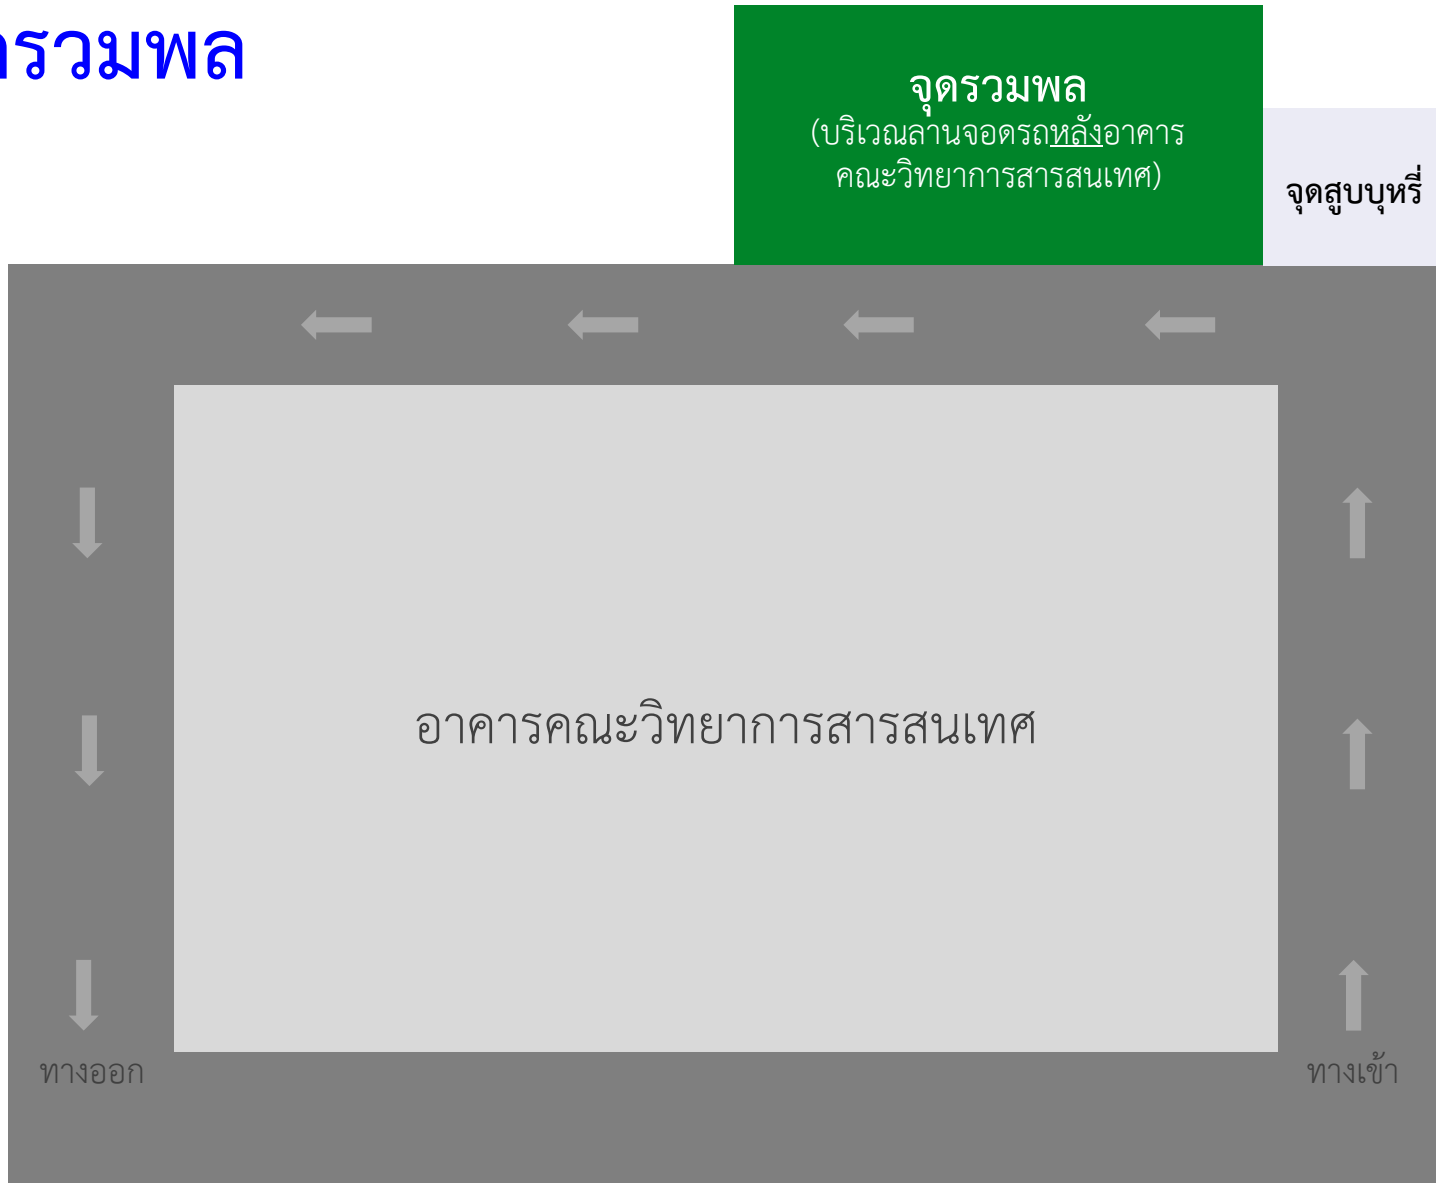 รวมพล
จุดรวมพล
(บริเวณลานจอดรถหลังอาคาร
คณะวิทยาการสารสนเทศ)
จุดสูบบุหรี่
อาคารคณะวิทยาการสารสนเทศ
ทางออก
ทางเข้า